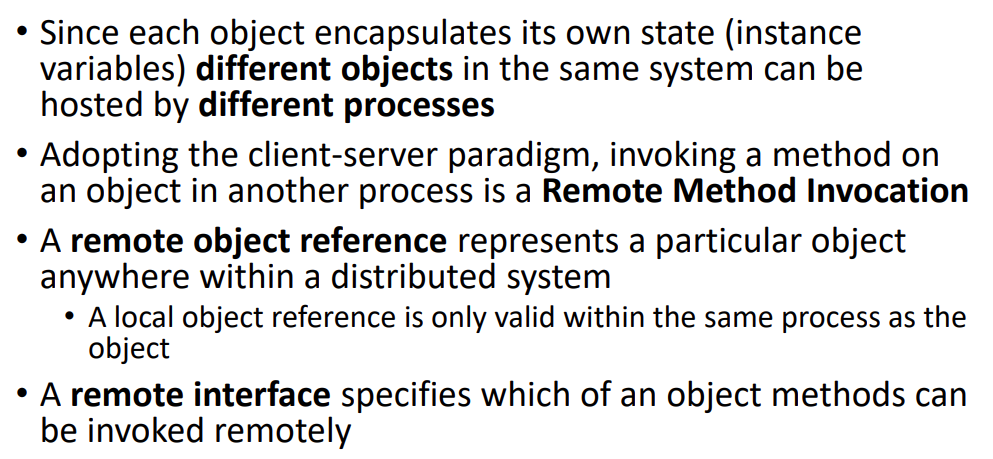 • Since each object encapsulates its own state (instance
variables) different objects in the same system can be
hosted by different processes
• Adopting the client-server paradigm, invoking a method on
an object in another process is a Remote Method Invocation
• A remote object reference represents a particular object
anywhere within a distributed system
• A local object reference is only valid within the same process as the
object
• A remote interface specifies which of an object methods can
be invoked remotely